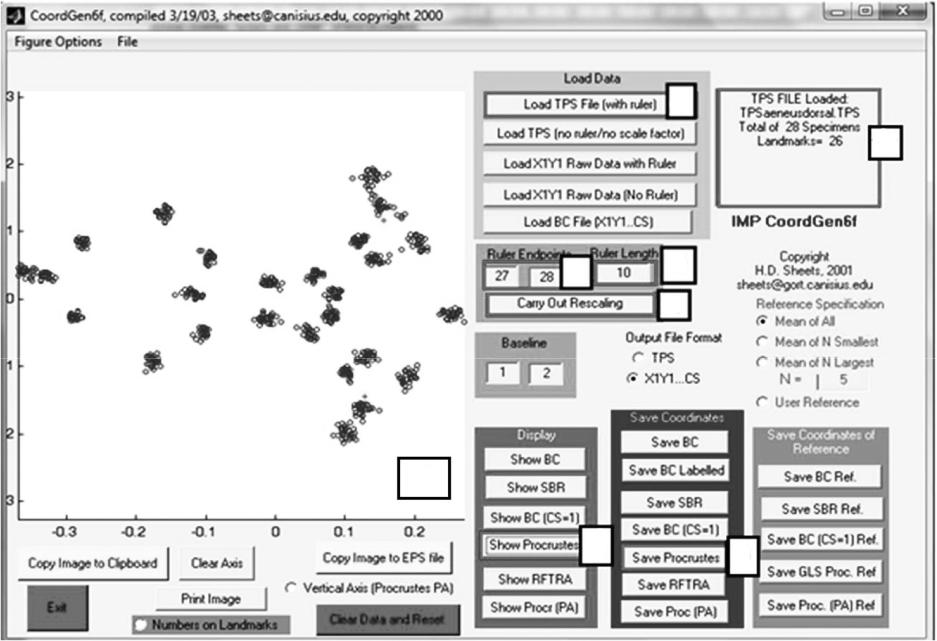 CoordGen6f, compiled 3/19/03, sheets@canisius.edu, copyright 2000
Figure Options File
3
2
1
0
1
2
3
-0.3 -0.2 -0.1 0 0.1 0.2
Copy Image to Clipboard
Clear Axis
Copy Image to EPS file
Print Image
Vertical Axis (Procrustes PA)
Exit
Numbers on Landmarks
Clear Data and Reset
Load Data
Load TPS File (with ruler)
Load TPS (no ruler/no scale factor)
Load X1Y1 Raw Data with Ruler
Load X1Y1 Raw Data (No Ruler)
Load BC File (X1Y1...CS)
Ruler Endpoints Ruler Length
27 28 10
Carry Out Rescaling
Baseline
1 2
Output File Format
TPS
X1Y1...CS
Display
Show BC
Show SBR
Show BC (CS=1)
Show Procrustes
Show RFTRA
Show Procr (PA)
Save Coordinates
Save BC
Save BC Labelled
Save SBR
Save BC (CS=1)
Save Procrustes
Save RFTRA
Save Proc (PA)
TPS FILE Loaded:
TPSaeneusdorsal.TPS
Total of 28 Specimens
Landmarks= 26
IMP CoordGen6f
Copyright
H.D. Sheets, 2001
sheets@gort.canisius.edu
Reference Specification
Mean of All
Mean of N Smallest
Mean of N Largest
N = 5
User Reference
Save Coordinates of
Reference
Save BC Ref.
Save SBR Ref.
Save BC (CS=1) Ref.
Save GLS Proc. Ref
Save Proc. (PA) Ref